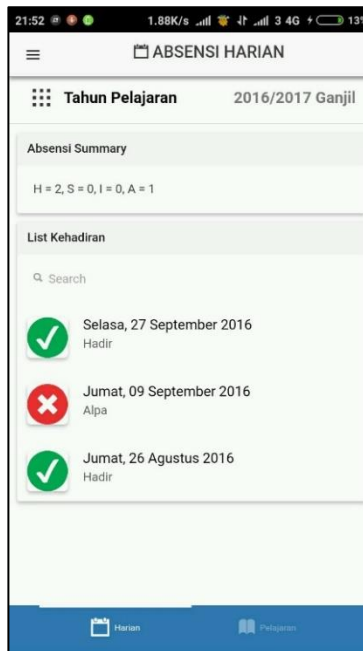 21:52 1.88K/s 3 4G 13%
ABSENSI HARIAN
Tahun Pelajaran 2016/2017 Ganjil
Absensi Summary
H = 2, S = 0, I = 0, A = 1
List Kehadiran
Search
Selasa, 27 September 2016
Hadir
Jumat, 09 September 2016
Alpa
Jumat, 26 Agustus 2016
Hadir
Harian Pelajaran